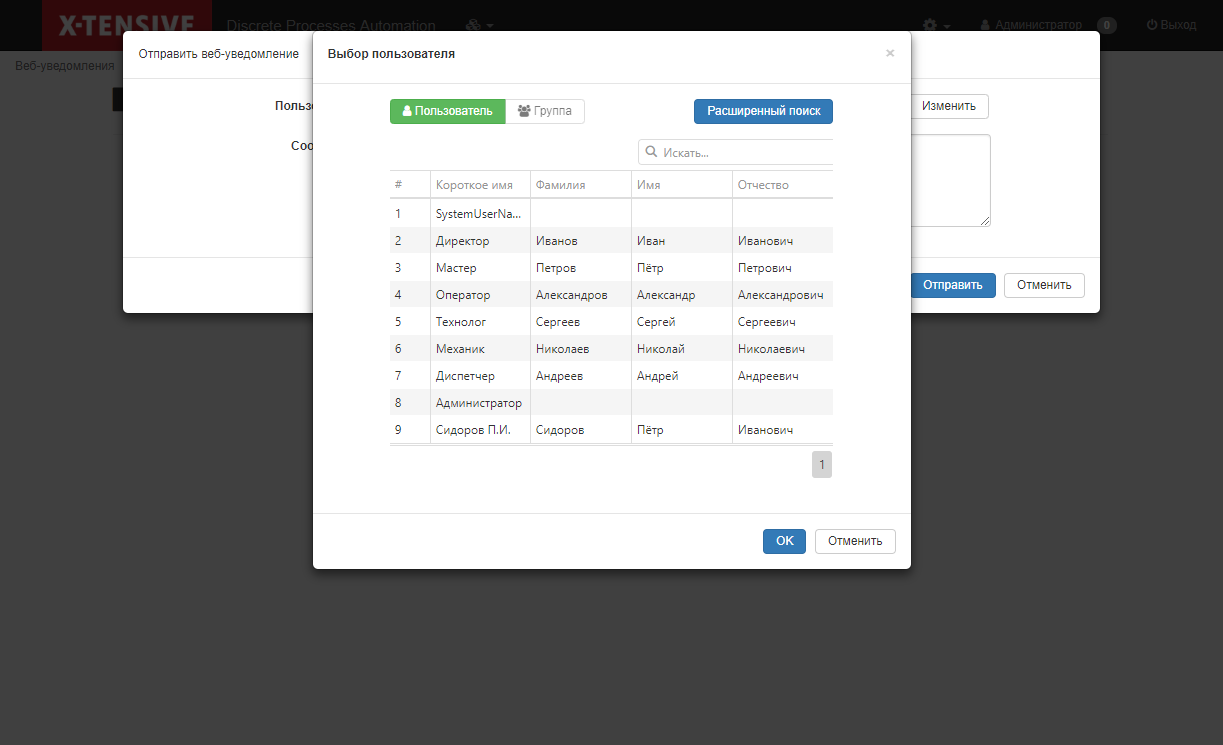 X-TENSIVE Discrete Processes Automation Администратор 0 Выход
Веб-уведомления
Отправить веб-уведомление
Выбор пользователя ×
Пользователь Группа Расширенный поиск
Изменить
Искать...
# Короткое имя Фамилия Имя Отчество
1 SystemUserNa...
2 Директор Иванов Иван Иванович
3 Мастер Петров Пётр Петрович
4 Оператор Александров Александр Александрович
5 Технолог Сергеев Сергей Сергеевич
6 Механик Николаев Николай Николаевич
7 Диспетчер Андреев Андрей Андреевич
8 Администратор
9 Сидоров П.И. Сидоров Пётр Иванович
1
Отправить Отменить
OK Отменить